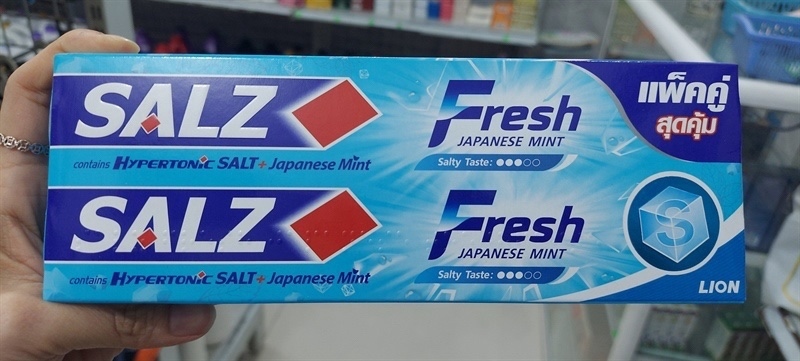 SALZ
contains HYPERTONIC SALT + Japanese Mint
Fresh
JAPANESE MINT
Salty Taste:
แพ็คคู่
สุดคุ้ม
SALZ
contains HYPERTONIC SALT + Japanese Mint
Fresh
JAPANESE MINT
Salty Taste:
S
LION